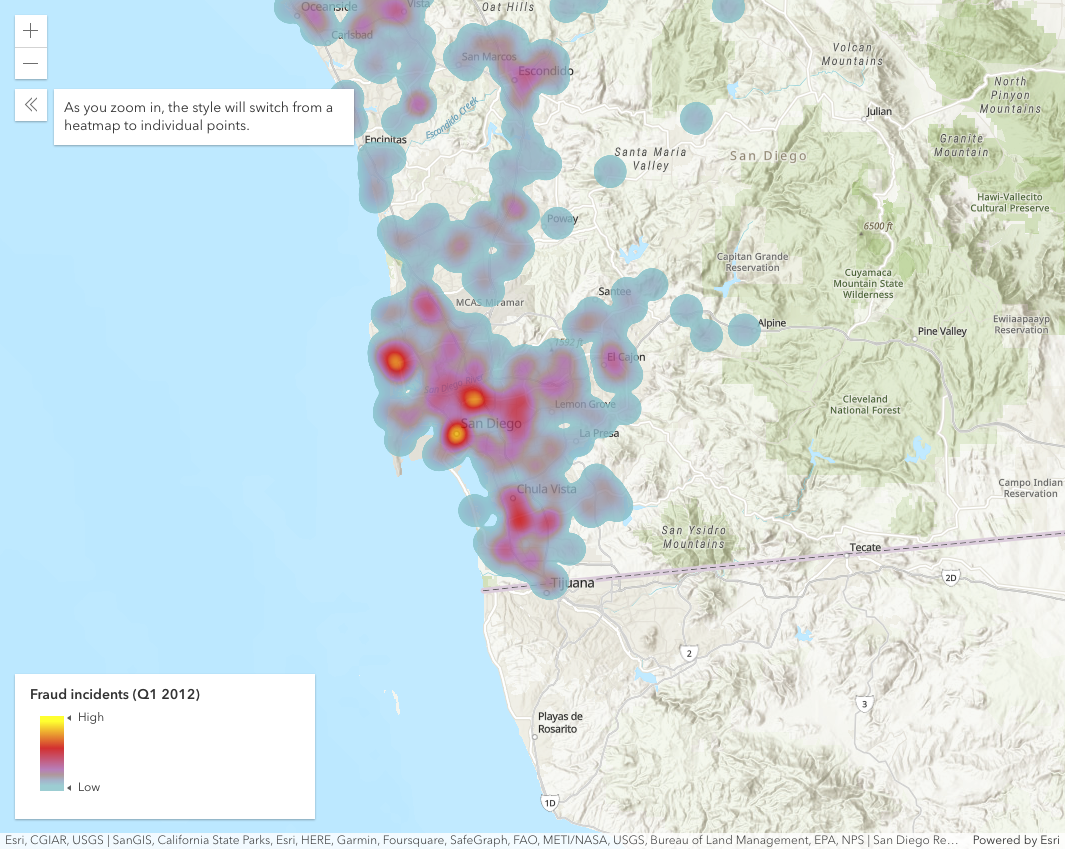 Oceanside
Vista
Oat Hills
Carlsbad
San Marcos
Escondido
Volcan
Mountains
North
Pinyon
Mountains
Julian
As you zoom in, the style will switch from a
heatmap to individual points.
Escondido Creek
Encinitas
Santa Maria
Valley
San Diego
Granite
Mountain
Hawi-Vallecito
Cultural Preserve
Poway
6500 ft
Capitan Grande
Reservation
Cuyamaca
Mountain State
Wilderness
Santee
MCAS Miramar
Alpine
Pine Valley
Ewiiaapaayp
Reservation
1592 ft
El Cajon
San Diego Riv
Lemon Grove
Cleveland
National Forest
San Diego
La Presa
Chula Vista
Campo Indian
Reservation
San Ysidro
Mountains
Tecate
Tijuana
2D
2
Fraud incidents (Q1 2012)
High
Low
3
Playas de
Rosarito
1D
Esri, CGIAR, USGS | SanGIS, California State Parks, Esri, HERE, Garmin, Foursquare, SafeGraph, FAO, METI/NASA, USGS, Bureau of Land Management, EPA, NPS | San Diego Re…
Powered by Esri